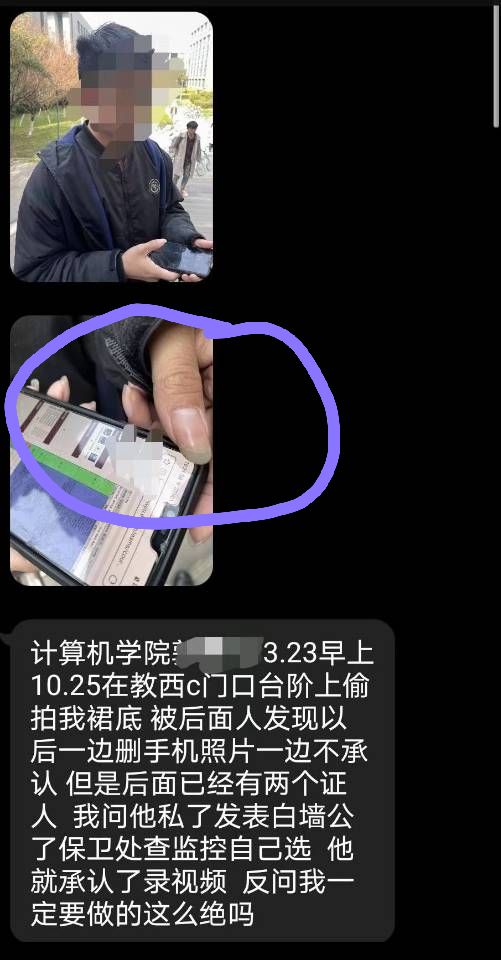 计算机学院 3.23早上
10.25在教西c门口台阶上偷
拍我裙底 被后面人发现以
后一边删手机照片一边不承
认 但是后面已经有两个证
人 我问他私了发表白墙公
了保卫处查监控自己选 他
就承认了录视频 反问我一
定要做的这么绝吗